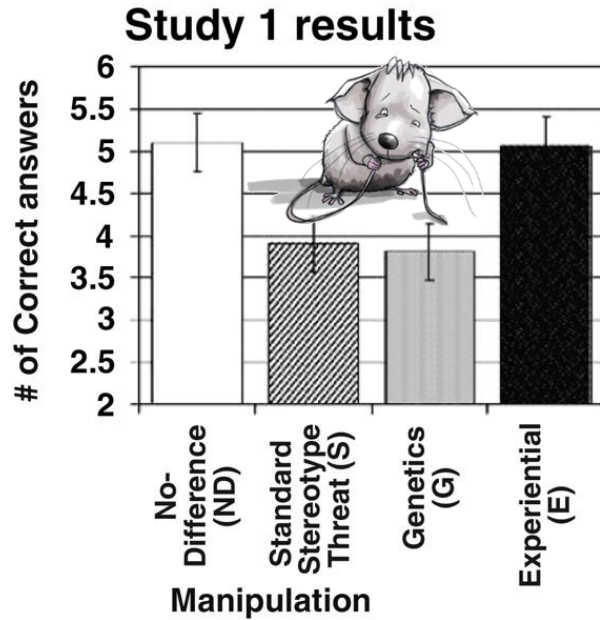 Study 1 results
# of Correct answers
6
5.5
5
4.5
4
3.5
3
2.5
2
No-
Difference
(ND)
Standard
Stereotype
Threat (S)
Genetics
(G)
Experiential
(E)
Manipulation